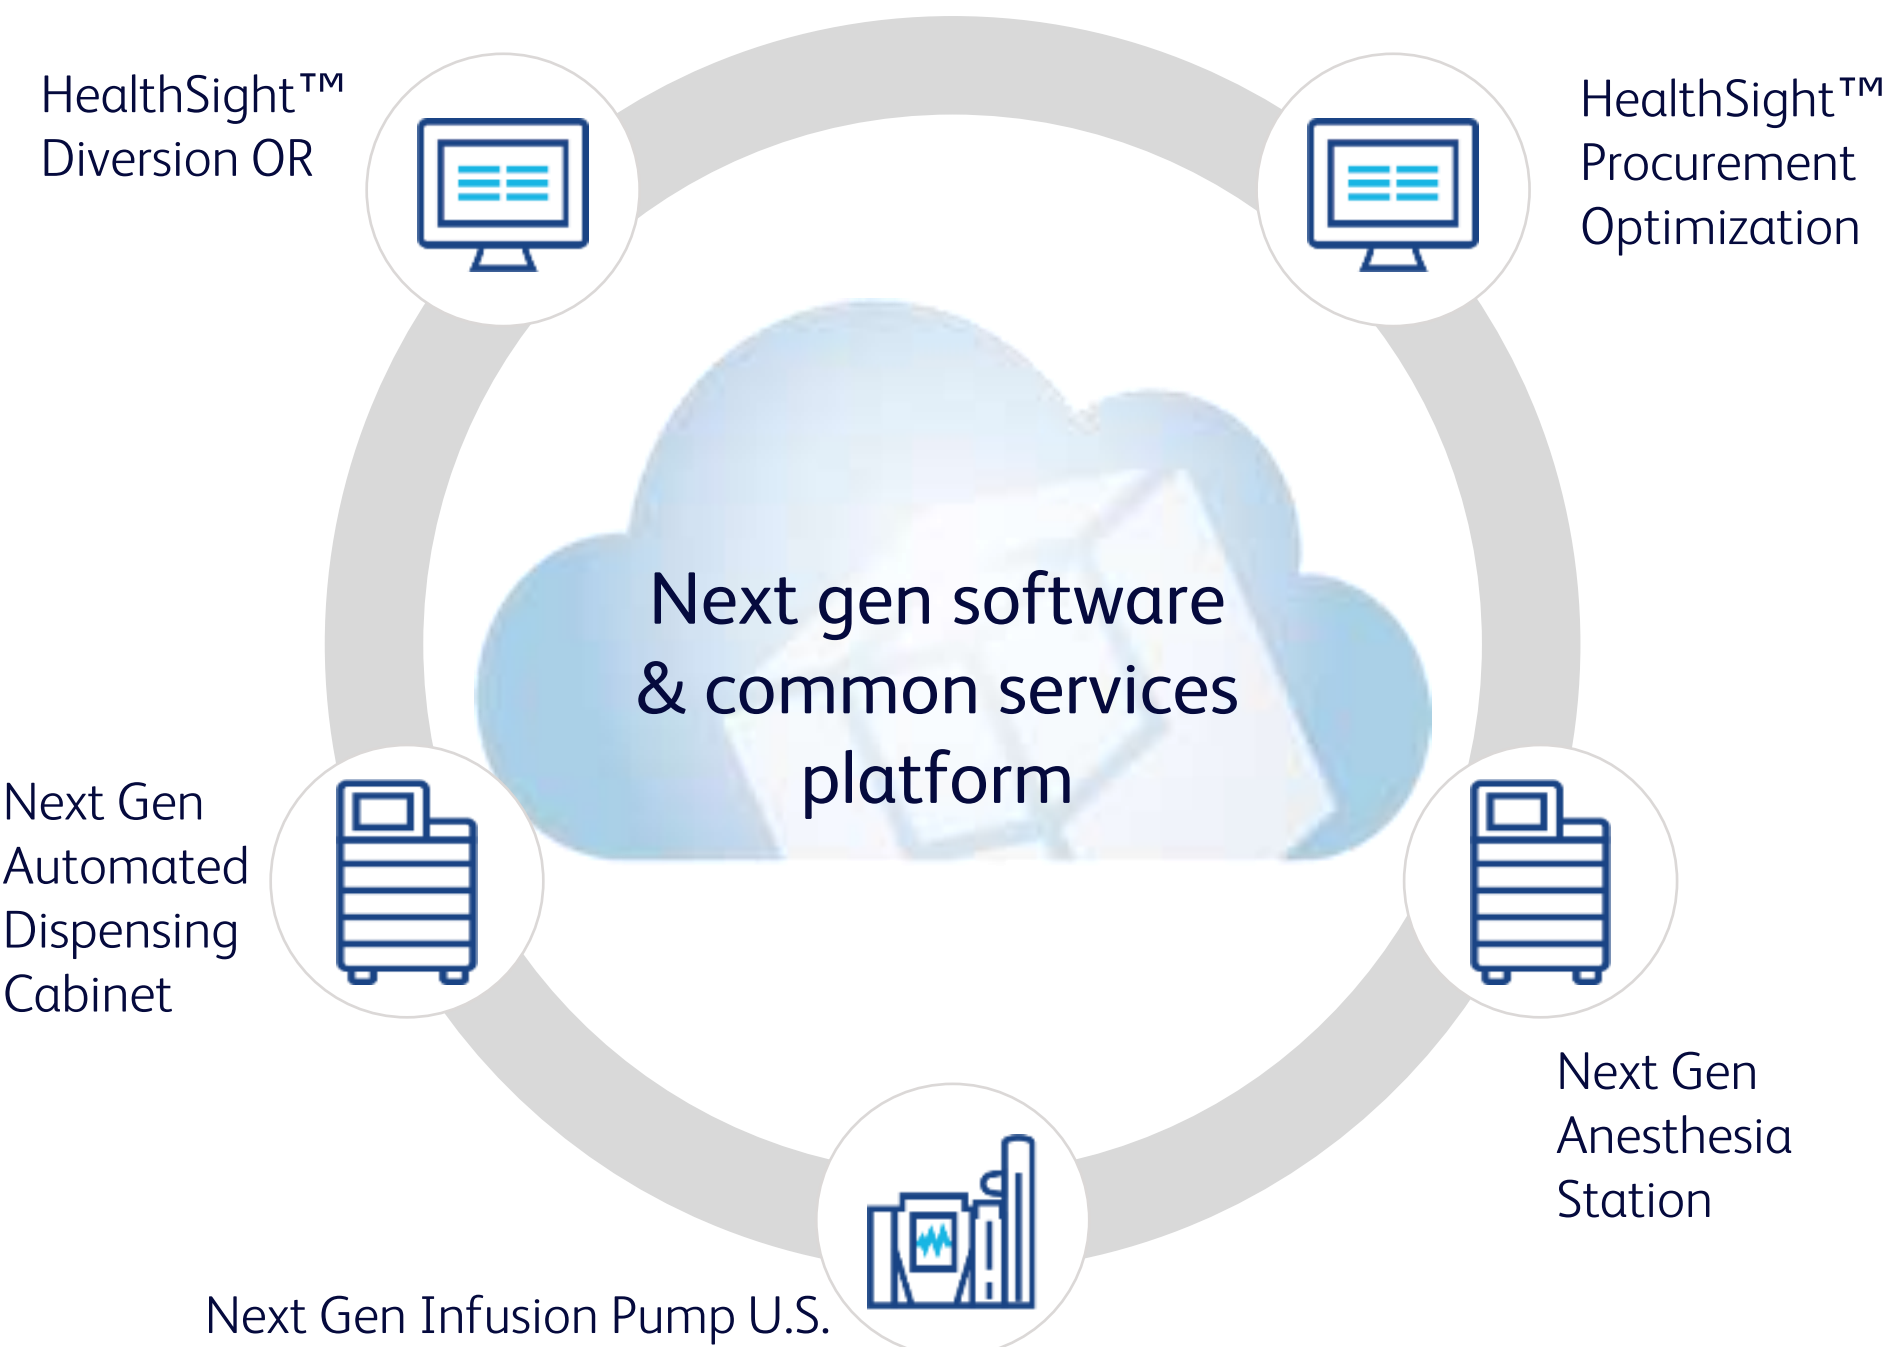 HealthSight™
Diversion OR
HealthSight™
Procurement
Optimization
Next gen software
& common services
platform
Next Gen
Automated
Dispensing
Cabinet
Next Gen
Anesthesia
Station
Next Gen Infusion Pump U.S.